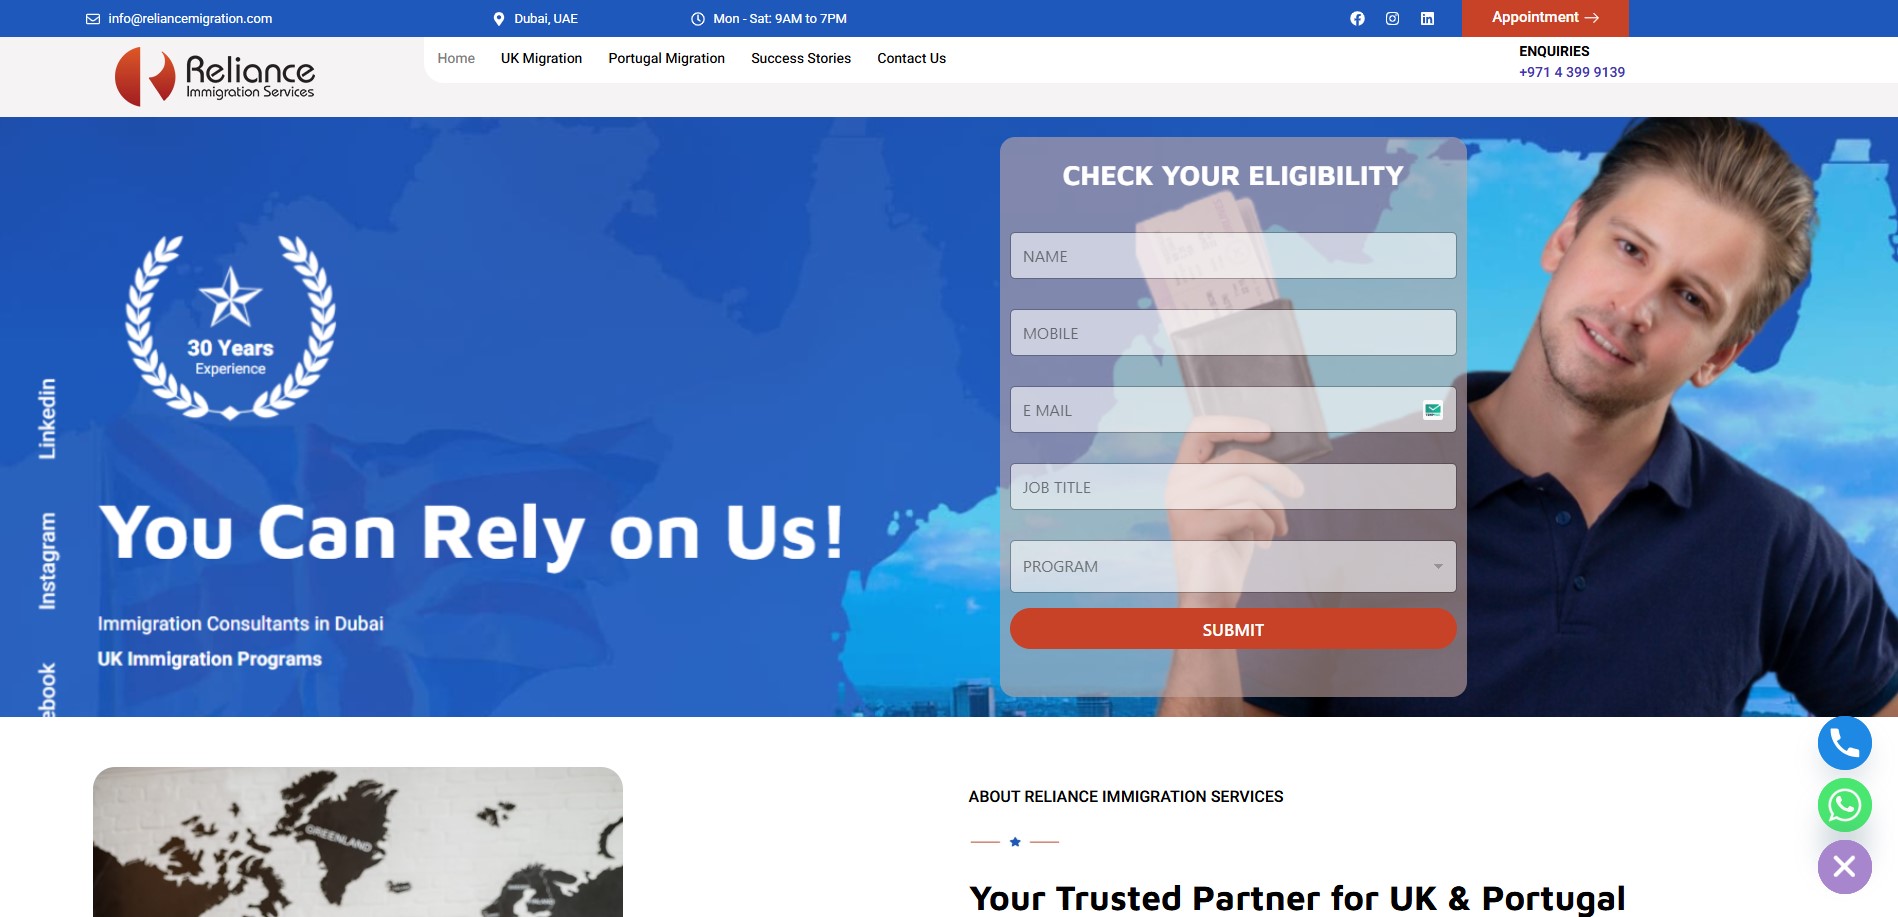 info@reliancemigration.com
Dubai, UAE
Mon - Sat: 9AM to 7PM
Appointment
Reliance
Immigration Services
Home
UK Migration
Portugal Migration
Success Stories
Contact Us
ENQUIRIES
+971 4 399 9139
30 Years
Experience
Linkedin
Instagram
ebook
You Can Rely on Us!
Immigration Consultants in Dubai
UK Immigration Programs
CHECK YOUR ELIGIBILITY
NAME
MOBILE
E MAIL
JOB TITLE
PROGRAM
SUBMIT
GREENLAND
ABOUT RELIANCE IMMIGRATION SERVICES
Your Trusted Partner for UK & Portugal